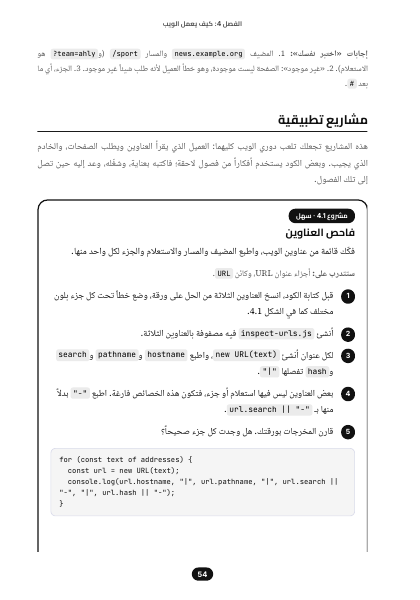 الفصل 4: كيف يعمل الويب
إجابات «اختبر نفسك»: 1. المضيف news.example.org والمسار /sport (و ?team=ahly هو
الاستعلام). 2. «غير موجود»: الصفحة ليست موجودة، وهو خطأ العميل لأنه طلب شيئاً غير موجود. 3. الجزء، أي ما
بعد #.
مشاريع تطبيقية
هذه المشاريع تجعلك تلعب دوري الويب كليهما: العميل الذي يقرأ العناوين ويطلب الصفحات، والخادم
الذي يجيب. وبعض الكود يستخدم أفكاراً من فصول لاحقة؛ فاكتبه بعناية، وشغّله، وعد إليه حين تصل
إلى تلك الفصول.
مشروع 4.1 · سهل
فاحص العناوين
فكّك قائمة من عناوين الويب، واطبع المضيف والمسار والاستعلام والجزء لكل واحد منها.
ستتدرب على: أجزاء عنوان URL، وكائن URL.
1 قبل كتابة الكود، انسخ العناوين الثلاثة من الحل على ورقة، وضع خطاً تحت كل جزء بلون
مختلف كما في الشكل 4.1.
2 أنشئ inspect-urls.js فيه مصفوفة بالعناوين الثلاثة.
3 لكل عنوان أنشئ new URL(text)، واطبع hostname و pathname و search
و hash تفصلها "|".
4 بعض العناوين ليس فيها استعلام أو جزء، فتكون هذه الخصائص فارغة. اطبع "-" بدلاً
منها بـ url.search || "-".
5 قارن المخرجات بورقتك. هل وجدت كل جزء صحيحاً؟
for (const text of addresses) {
const url = new URL(text);
console.log(url.hostname, "|", url.pathname, "|", url.search ||
"-", "|", url.hash || "-");
}
54